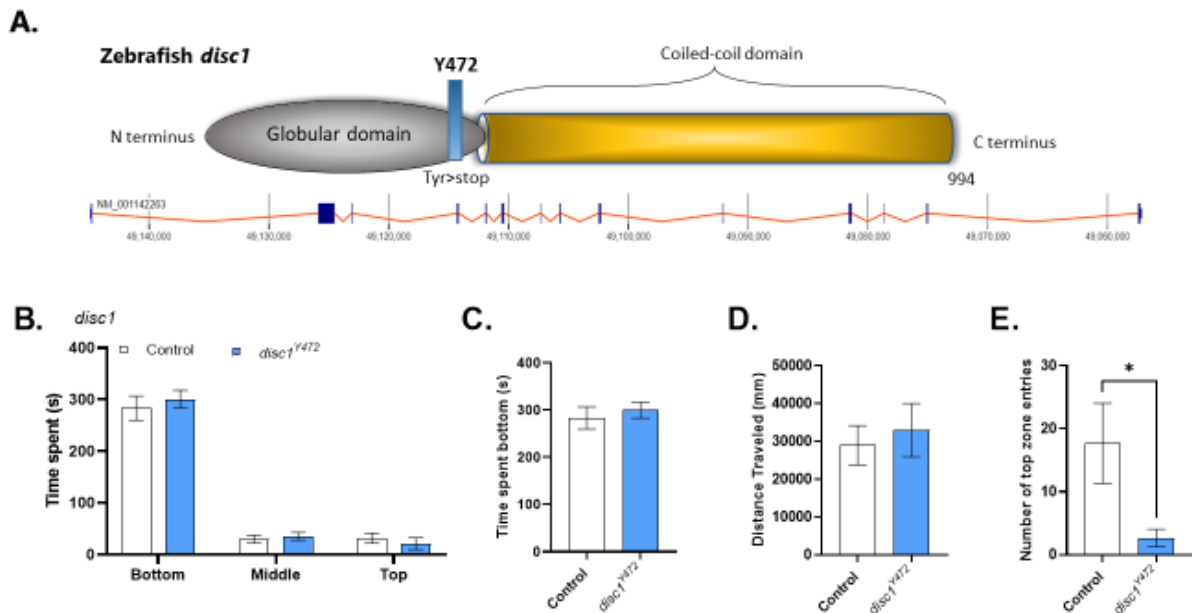 A.
Zebrafish disc1
Coiled-coil domain
Y472
N terminus
Globular domain
C terminus
Tyr>stop
994
NM_001142263
49,140,000 49,130,000 49,120,000 49,110,000 49,100,000 49,090,000 49,080,000 49,070,000 49,060,000
B.
disc1
Control disc1Y472
Time spent (s)
400
300
200
100
0
Bottom Middle Top
C.
Time spent bottom (s)
400
300
200
100
0
Control disc1Y472
D.
Distance Traveled (mm)
50000
40000
30000
20000
10000
0
Control disc1Y472
E.
Number of top zone entries
30
20
10
0
*
Control disc1Y472